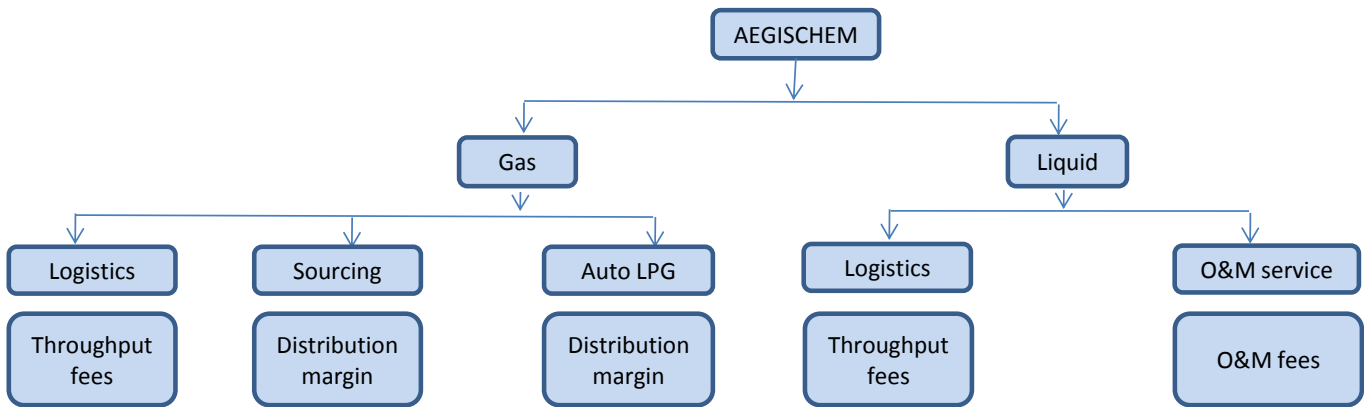 AEGISCHEM
Gas
Liquid
Logistics
Sourcing
Auto LPG
Logistics
O&M service
Throughput
fees
Distribution
margin
Distribution
margin
Throughput
fees
O&M fees